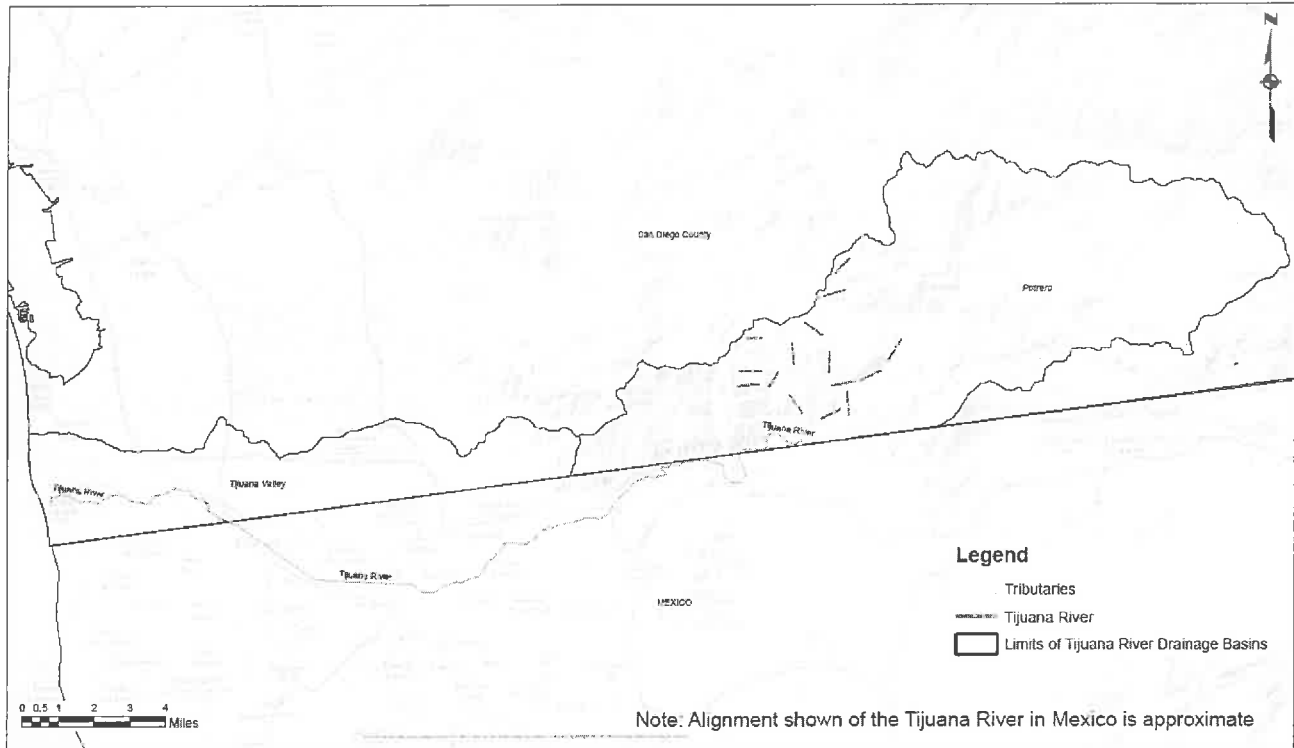 N
San Diego County
Potrero
Tijuana River
Tijuana Valley
Tijuana River
Tijuana River
MEXICO
Legend
Tributaries
Tijuana River
Limits of Tijuana River Drainage Basins
0 0.5 1 2 3 4
Miles
Note: Alignment shown of the Tijuana River in Mexico is approximate